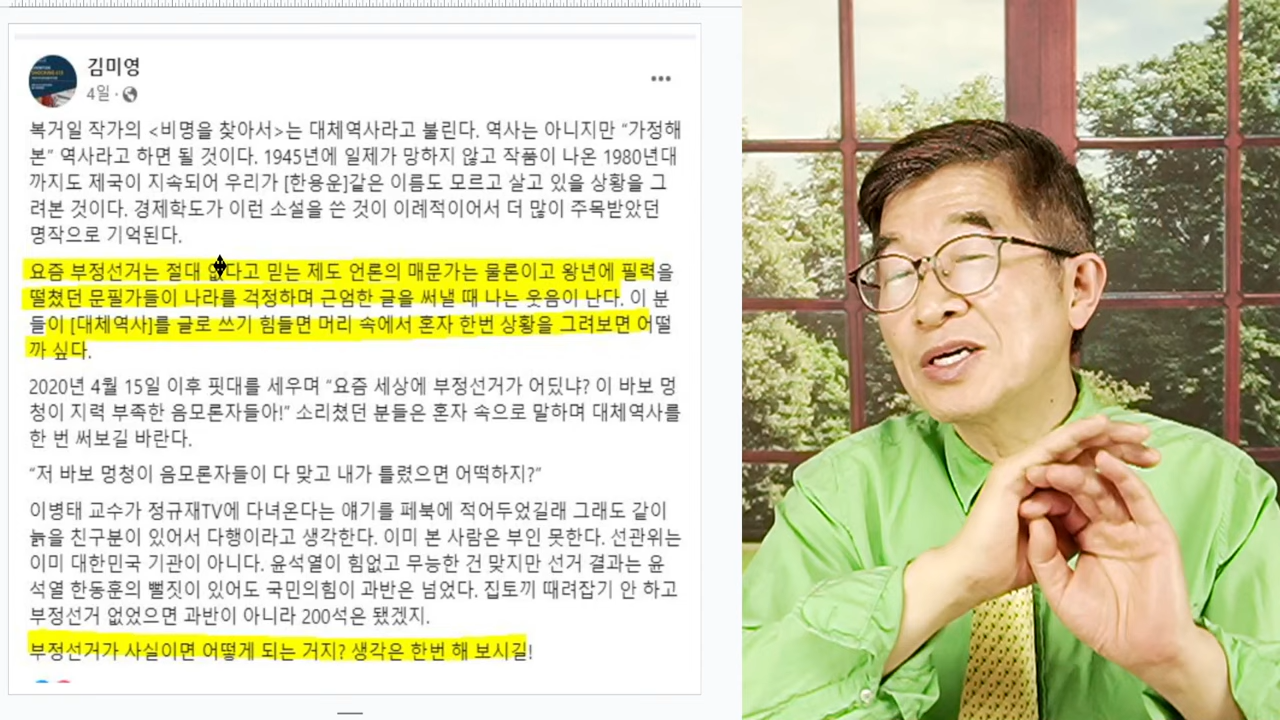 김미영
4일 ·
복거일 작가의 <비명을 찾아서>는 대체역사라고 불린다. 역사는 아니지만 “가정해
본” 역사라고 하면 될 것이다. 1945년에 일제가 망하지 않고 작품이 나온 1980년대
까지도 제국이 지속되어 우리가 [한용운]같은 이름도 모르고 살고 있을 상황을 그
려본 것이다. 경제학도가 이런 소설을 쓴 것이 이례적이어서 더 많이 주목받았던
명작으로 기억된다.
요즘 부정선거는 절대 없다고 믿는 제도 언론의 매문가는 물론이고 왕년에 필력을
떨쳤던 문필가들이 나라를 걱정하며 근엄한 글을 써낼 때 나는 웃음이 난다. 이 분
들이 [대체역사]를 글로 쓰기 힘들면 머리 속에서 혼자 한번 상황을 그려보면 어떨
까 싶다.
2020년 4월 15일 이후 핏대를 세우며 “요즘 세상에 부정선거가 어딨냐? 이 바보 멍
청이 지력 부족한 음모론자들아!” 소리쳤던 분들은 혼자 속으로 말하며 대체역사를
한 번 써보길 바란다.
“저 바보 멍청이 음모론자들이 다 맞고 내가 틀렸으면 어떡하지?”
이병태 교수가 정규재TV에 다녀온다는 얘기를 페북에 적어두었길래 그래도 같이
늙을 친구분이 있어서 다행이라고 생각한다. 이미 본 사람은 부인 못한다. 선관위는
이미 대한민국 기관이 아니다. 윤석열이 힘없고 무능한 건 맞지만 선거 결과는 윤
석열 한동훈의 뻘짓이 있어도 국민의힘이 과반은 넘었다. 집토끼 때려잡기 안 하고
부정선거 없었으면 과반이 아니라 200석은 됐겠지.
부정선거가 사실이면 어떻게 되는 거지? 생각은 한번 해 보시길!